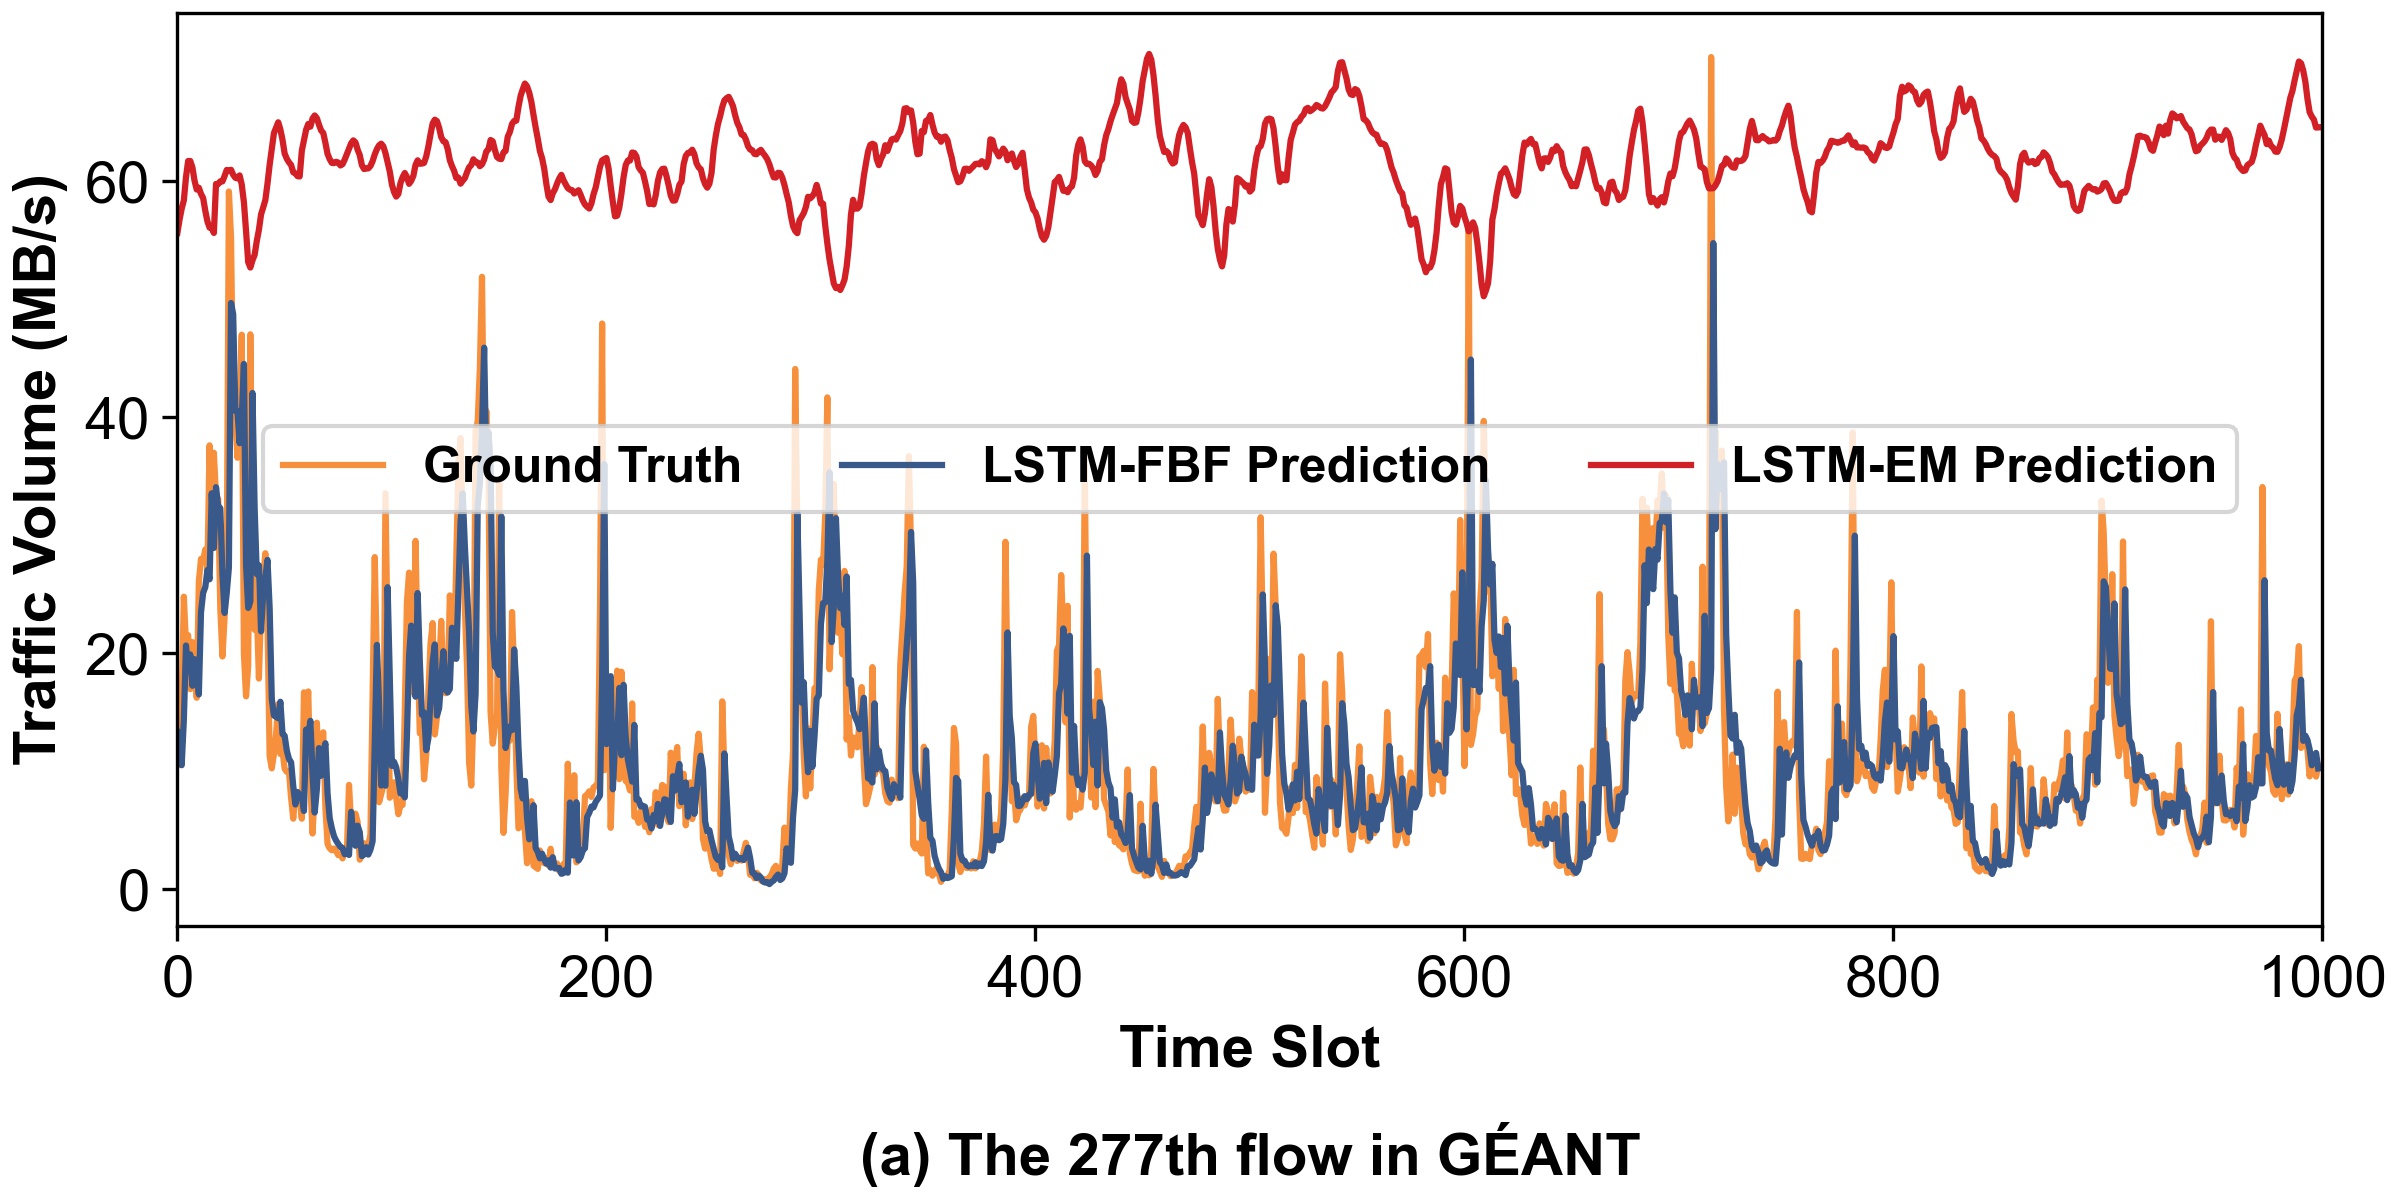 Traffic Volume (MB/s)
60
40
20
0
Ground Truth LSTM-FBF Prediction LSTM-EM Prediction
0 200 400 600 800 1000
Time Slot
(a) The 277th flow in GÉANT